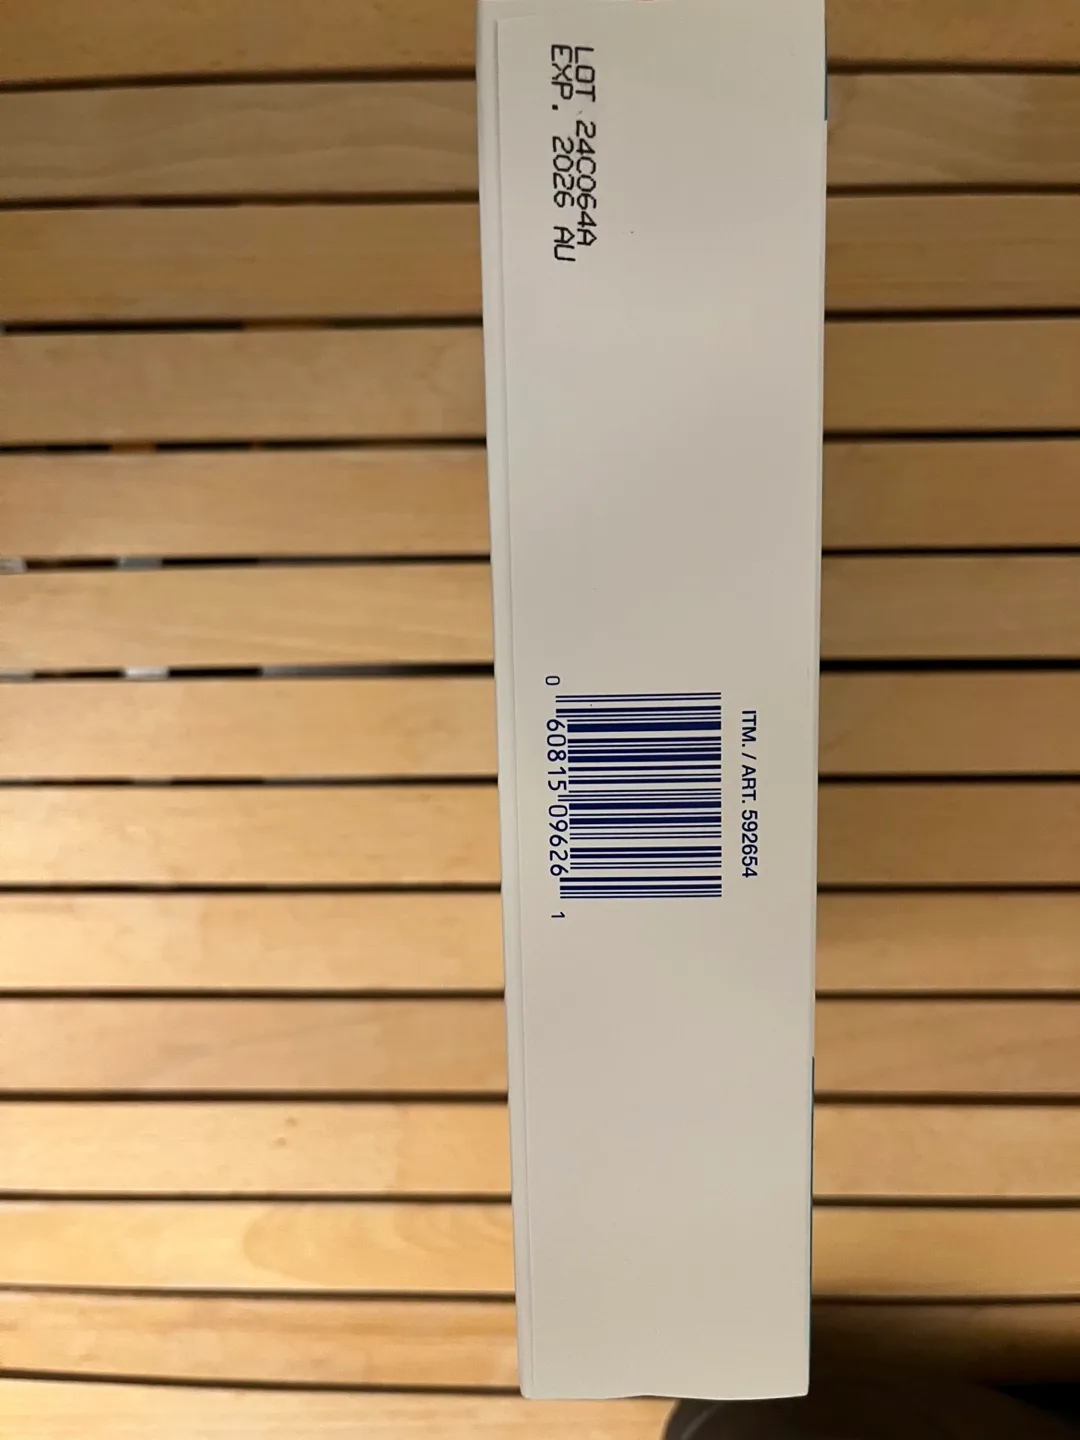 LOT 24C064A
EXP. 2026 AU
ITM. / ART. 592654
0 60815 09626 1